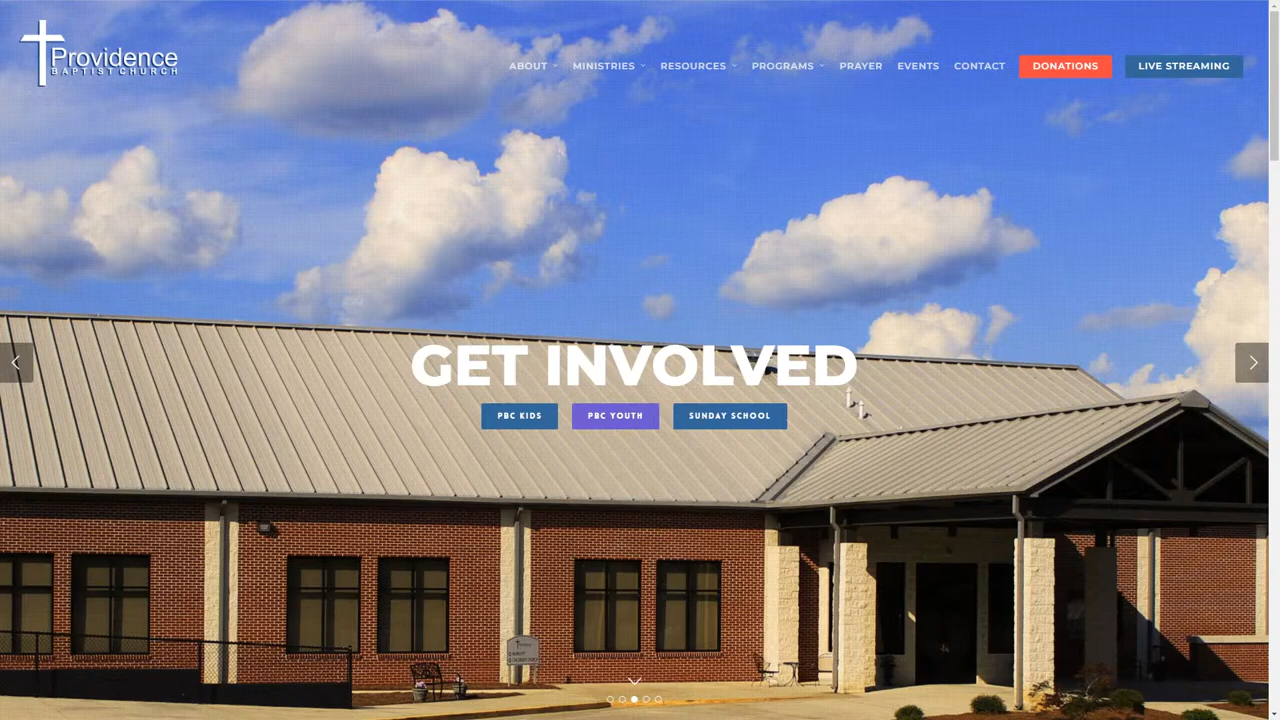 Providence
BAPTIST CHURCH
ABOUT
MINISTRIES
RESOURCES
PROGRAMS
PRAYER
EVENTS
CONTACT
DONATIONS
LIVE STREAMING
GET INVOLVED
PBC KIDS
PBC YOUTH
SUNDAY SCHOOL